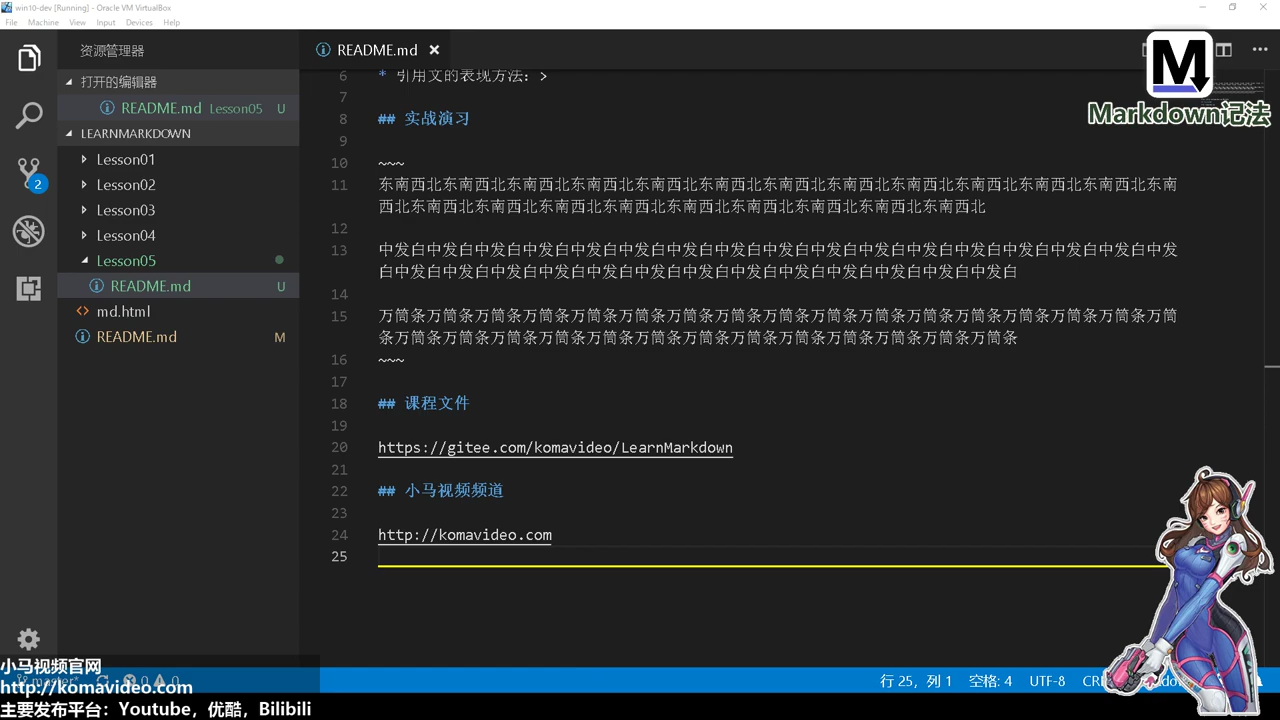 win10-dev [Running] - Oracle VM VirtualBox
File Machine View Input Devices Help
资源管理器
README.md
打开的编辑器
README.md Lesson05 U
LEARNMARKDOWN
Lesson01
Lesson02
Lesson03
Lesson04
Lesson05
README.md U
md.html
README.md M
2
6 * 引用文的表现方法: >
7
8 ## 实战演习
9
10 ~~~
11 东南西北东南西北东南西北东南西北东南西北东南西北东南西北东南西北东南西北东南西北东南西北东南西北东南
西北东南西北东南西北东南西北东南西北东南西北东南西北东南西北东南西北东南西北
12
13 中发白中发白中发白中发白中发白中发白中发白中发白中发白中发白中发白中发白中发白中发白中发白中发白中发
白中发白中发白中发白中发白中发白中发白中发白中发白中发白中发白中发白中发白中发白
14
15 万筒条万筒条万筒条万筒条万筒条万筒条万筒条万筒条万筒条万筒条万筒条万筒条万筒条万筒条万筒条万筒条万筒
条万筒条万筒条万筒条万筒条万筒条万筒条万筒条万筒条万筒条万筒条万筒条万筒条万筒条
16 ~~~
17
18 ## 课程文件
19
20 https://gitee.com/komavideo/LearnMarkdown
21
22 ## 小马视频频道
23
24 http://komavideo.com
25
M
Markdown记法
小马视频官网
http://komavideo.com
主要发布平台：Youtube，优酷，Bilibili
行 25，列 1 空格: 4 UTF-8